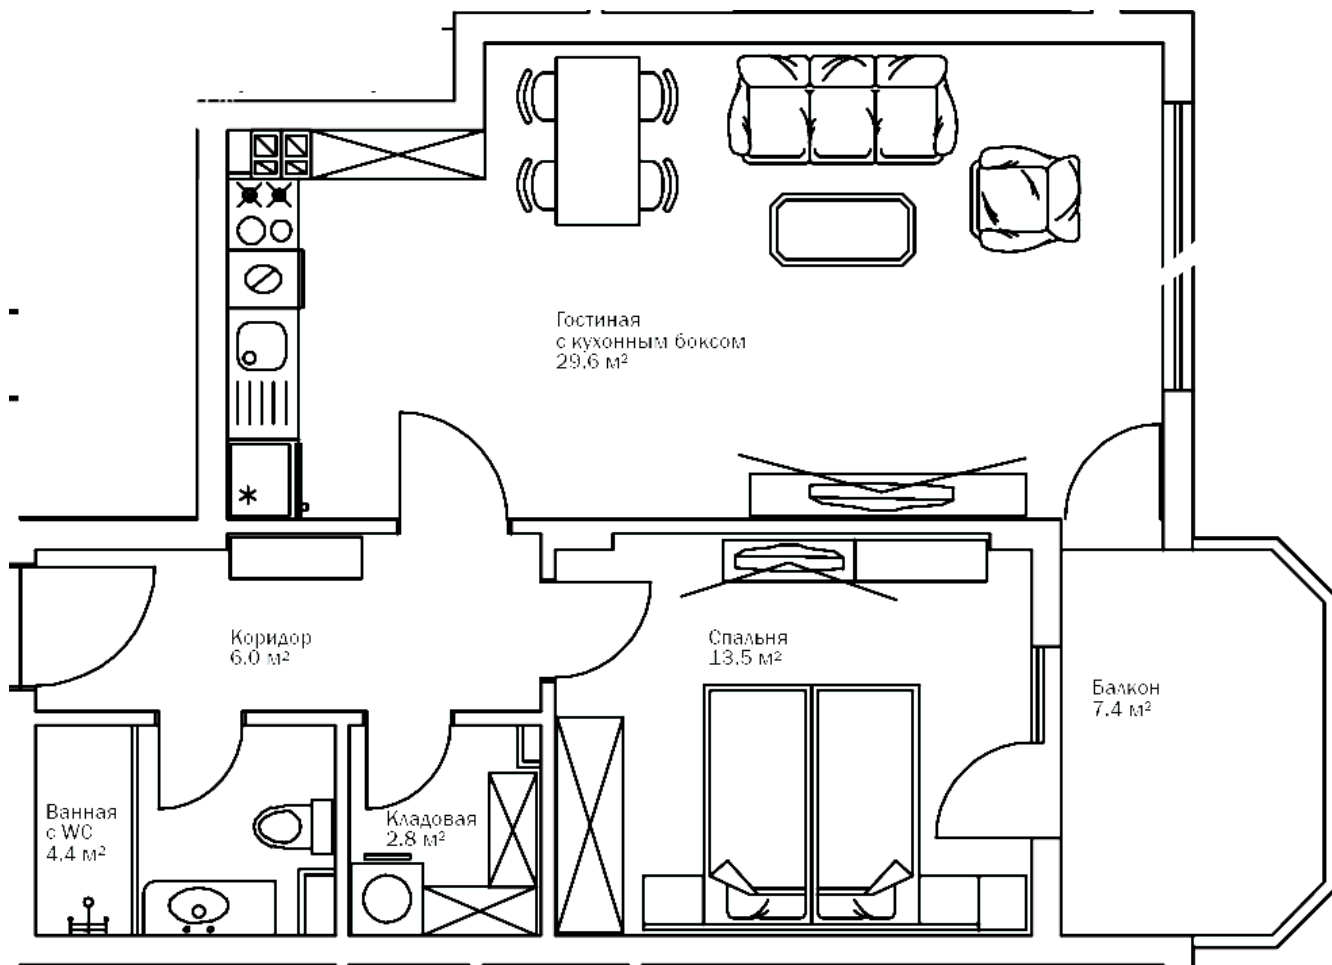 Гостиная
с кухонным боксом
29.6 м²
Коридор
6.0 м²
Спальня
13.5 м²
Балкон
7.4 м²
Ванная
с WC
4.4 м²
Кладовая
2.8 м²